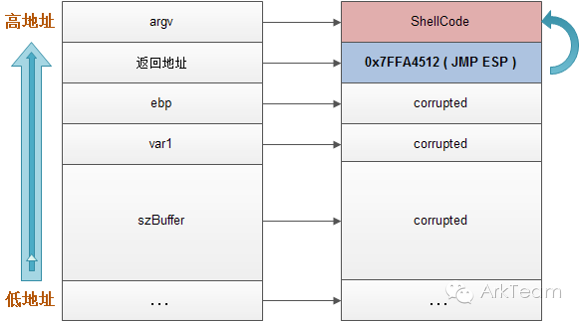 高地址
argv
ShellCode
返回地址
0x7FFA4512 ( JMP ESP )
ebp
corrupted
var1
corrupted
szBuffer
corrupted
低地址
...
...
ArkTeam